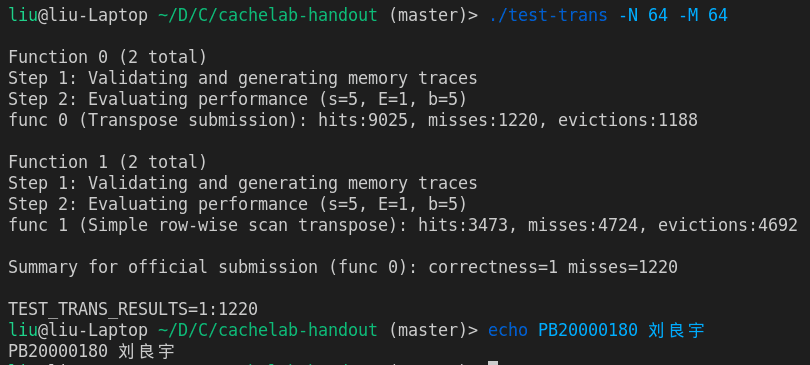 liu@liu-Laptop ~/D/C/cachelab-handout (master)> ./test-trans -N 64 -M 64
Function 0 (2 total)
Step 1: Validating and generating memory traces
Step 2: Evaluating performance (s=5, E=1, b=5)
func 0 (Transpose submission): hits:9025, misses:1220, evictions:1188
Function 1 (2 total)
Step 1: Validating and generating memory traces
Step 2: Evaluating performance (s=5, E=1, b=5)
func 1 (Simple row-wise scan transpose): hits:3473, misses:4724, evictions:4692
Summary for official submission (func 0): correctness=1 misses=1220
TEST_TRANS_RESULTS=1:1220
liu@liu-Laptop ~/D/C/cachelab-handout (master)> echo PB20000180 刘良宇
PB20000180 刘良宇